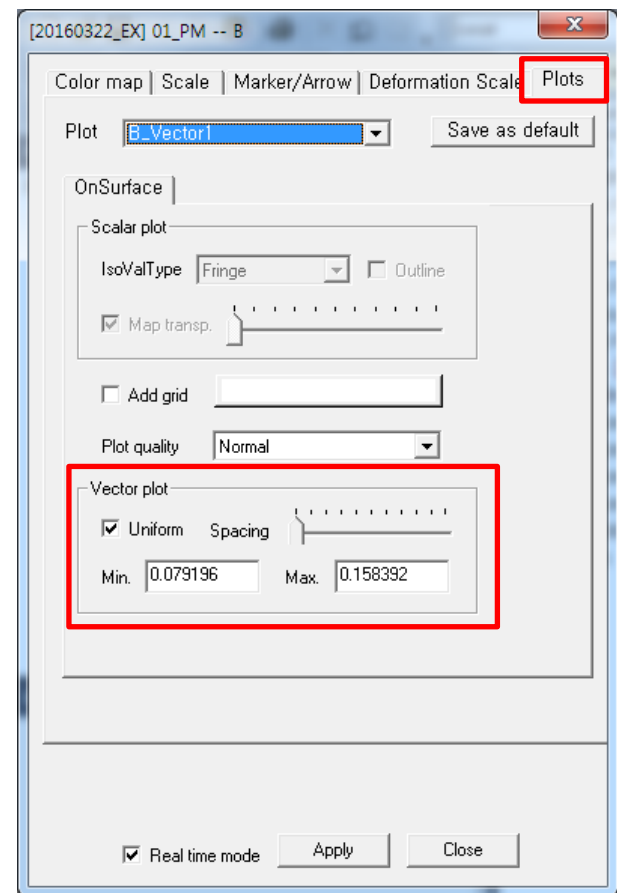 [20160322_EX] 01_PM -- B
Color map | Scale | Marker/Arrow | Deformation Scale Plots
Plot B_Vector1 Save as default
OnSurface
Scalar plot
IsoValType Fringe Outline
Map transp.
Add grid
Plot quality Normal
Vector plot
Uniform Spacing
Min. 0.079196 Max. 0.158392
Real time mode Apply Close